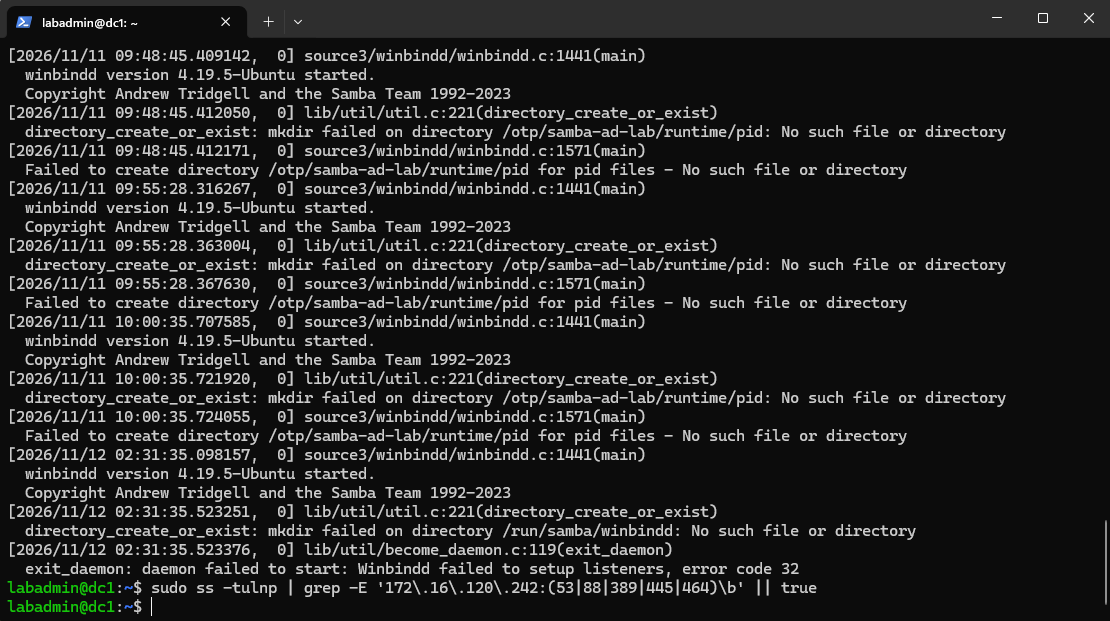 labadmin@dc1: ~
[2026/11/11 09:48:45.409142,  0] source3/winbindd/winbindd.c:1441(main)
  winbindd version 4.19.5-Ubuntu started.
  Copyright Andrew Tridgell and the Samba Team 1992-2023
[2026/11/11 09:48:45.412050,  0] lib/util/util.c:221(directory_create_or_exist)
  directory_create_or_exist: mkdir failed on directory /otp/samba-ad-lab/runtime/pid: No such file or directory
[2026/11/11 09:48:45.412171,  0] source3/winbindd/winbindd.c:1571(main)
  Failed to create directory /otp/samba-ad-lab/runtime/pid for pid files - No such file or directory
[2026/11/11 09:55:28.316267,  0] source3/winbindd/winbindd.c:1441(main)
  winbindd version 4.19.5-Ubuntu started.
  Copyright Andrew Tridgell and the Samba Team 1992-2023
[2026/11/11 09:55:28.363004,  0] lib/util/util.c:221(directory_create_or_exist)
  directory_create_or_exist: mkdir failed on directory /otp/samba-ad-lab/runtime/pid: No such file or directory
[2026/11/11 09:55:28.367630,  0] source3/winbindd/winbindd.c:1571(main)
  Failed to create directory /otp/samba-ad-lab/runtime/pid for pid files - No such file or directory
[2026/11/11 10:00:35.707585,  0] source3/winbindd/winbindd.c:1441(main)
  winbindd version 4.19.5-Ubuntu started.
  Copyright Andrew Tridgell and the Samba Team 1992-2023
[2026/11/11 10:00:35.721920,  0] lib/util/util.c:221(directory_create_or_exist)
  directory_create_or_exist: mkdir failed on directory /otp/samba-ad-lab/runtime/pid: No such file or directory
[2026/11/11 10:00:35.724055,  0] source3/winbindd/winbindd.c:1571(main)
  Failed to create directory /otp/samba-ad-lab/runtime/pid for pid files - No such file or directory
[2026/11/12 02:31:35.098157,  0] source3/winbindd/winbindd.c:1441(main)
  winbindd version 4.19.5-Ubuntu started.
  Copyright Andrew Tridgell and the Samba Team 1992-2023
[2026/11/12 02:31:35.523251,  0] lib/util/util.c:221(directory_create_or_exist)
  directory_create_or_exist: mkdir failed on directory /run/samba/winbindd: No such file or directory
[2026/11/12 02:31:35.523376,  0] lib/util/become_daemon.c:119(exit_daemon)
  exit_daemon: daemon failed to start: Winbindd failed to setup listeners, error code 32
labadmin@dc1:~$ sudo ss -tulnp | grep -E '172\.16\.120\.242:(53|88|389|445|464)\b' || true
labadmin@dc1:~$